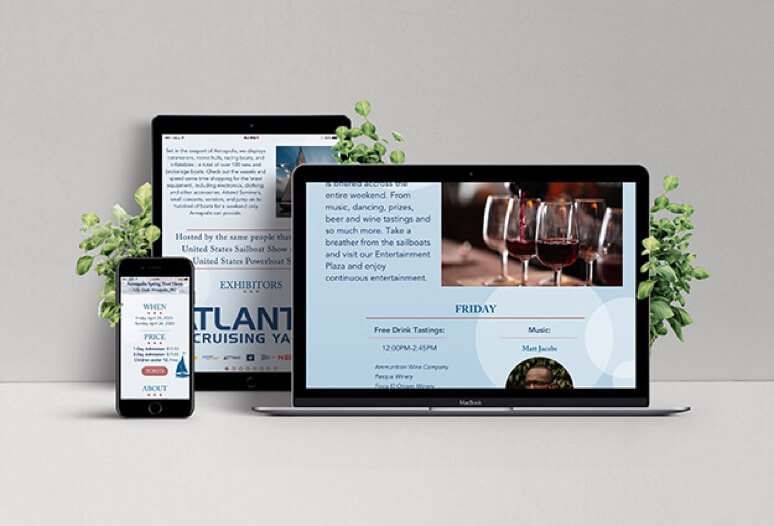 Set in the seaport of Annapolis, we display
catamarans, mono hulls, racing boats, and
inflatables - a total of over 100 new and
brokerage boats. Check out the vessels and
spend some time shopping for the latest
equipment, including electronics, clothing,
and other accessories. Attend Seminars,
small concerts, vendors, and jump on to
hundred of boats for a weekend only
Annapolis can provide.
Hosted by the same people that
United States Sailboat Show
United States Powerboat S
EXHIBITORS
ATLANT
CRUISING YA
Annapolis Spring Boat Show
City Dock Annapolis, MD
WHEN
Friday April 24, 2020
Sunday April 26, 2020
PRICE
1-Day Admission:
2-Day Admission:
Children under 12: Free
TICKETS
ABOUT
is offered accross the
entire weekend. From
music, dancing, prizes,
beer and wine tastings and
so much more. Take a
breather from the sailboats
and visit our Entertainment
Plaza and enjoy
continuous entertainment.
FRIDAY
Free Drink Tastings:
Music:
12:00PM-2:45PM
Matt Jacobs
Ammunition Wine Company
Pasqua Winery
Finca El Origen Winery
MacBook